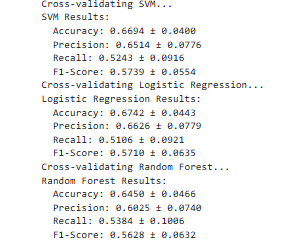 Cross-validating SVM...
SVM Results:
  Accuracy: 0.6694 ± 0.0400
  Precision: 0.6514 ± 0.0776
  Recall: 0.5243 ± 0.0916
  F1-Score: 0.5739 ± 0.0554
Cross-validating Logistic Regression...
Logistic Regression Results:
  Accuracy: 0.6742 ± 0.0443
  Precision: 0.6626 ± 0.0779
  Recall: 0.5106 ± 0.0921
  F1-Score: 0.5710 ± 0.0635
Cross-validating Random Forest...
Random Forest Results:
  Accuracy: 0.6450 ± 0.0466
  Precision: 0.6025 ± 0.0740
  Recall: 0.5384 ± 0.1006
  F1-Score: 0.5628 ± 0.0632